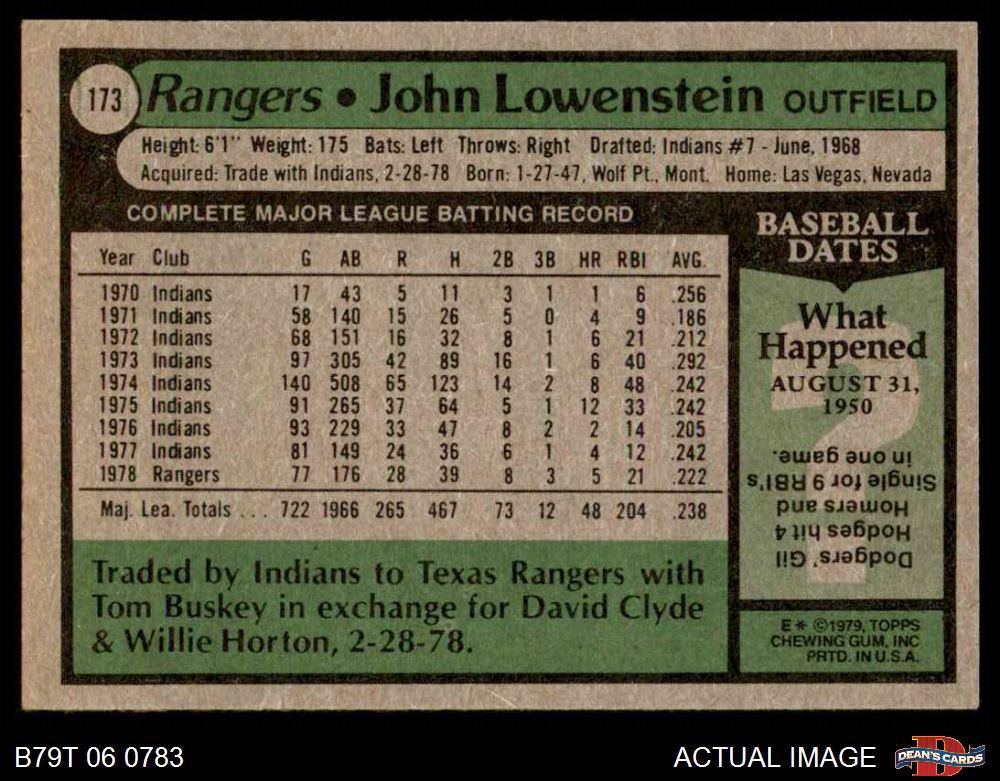 173 Rangers • John Lowenstein OUTFIELD
Height: 6'1" Weight: 175 Bats: Left Throws: Right Drafted: Indians #7 - June, 1968
Acquired: Trade with Indians, 2-28-78 Born: 1-27-47, Wolf Pt., Mont. Home: Las Vegas, Nevada
COMPLETE MAJOR LEAGUE BATTING RECORD
Year Club G AB R H 2B 3B HR RBI AVG.
1970 Indians 17 43 5 11 3 1 1 6 .256
1971 Indians 58 140 15 26 5 0 4 9 .186
1972 Indians 68 151 16 32 8 1 6 21 .212
1973 Indians 97 305 42 89 16 1 6 40 .292
1974 Indians 140 508 65 123 14 2 8 48 .242
1975 Indians 91 265 37 64 5 1 12 33 .242
1976 Indians 93 229 33 47 8 2 2 14 .205
1977 Indians 81 149 24 36 6 1 4 12 .242
1978 Rangers 77 176 28 39 8 3 5 21 .222
Maj. Lea. Totals ... 722 1966 265 467 73 12 48 204 .238
Traded by Indians to Texas Rangers with
Tom Buskey in exchange for David Clyde
& Willie Horton, 2-28-78.
BASEBALL
DATES
What
Happened
AUGUST 31,
1950
Dodgers' Gil
Hodges hit 4
Homers and
Single for 9 RBI's
in one game.
E* ©1979, TOPPS
CHEWING GUM, INC
PRTD. IN U.S.A.
B79T 06 0783
ACTUAL IMAGE
D
DEAN'S CARDS